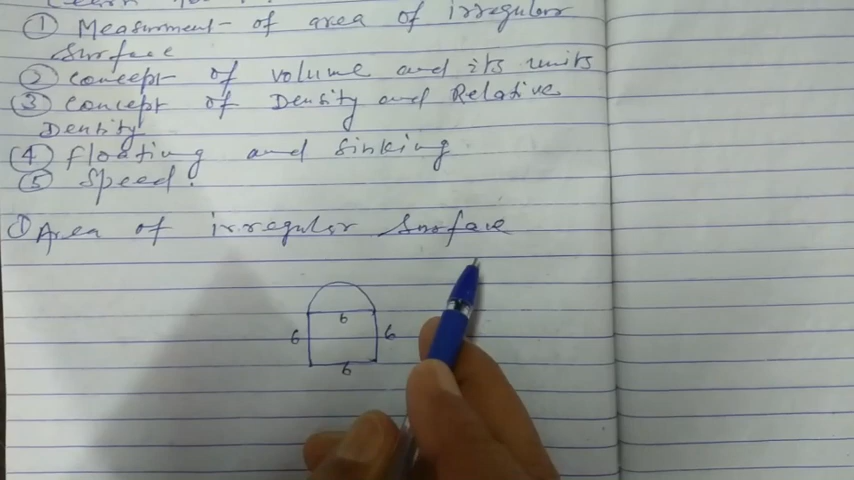 ① Measurment of area of irregular
Surface
② Concept of volume and its units
③ Concept of Density and Relative
Density
④ floating and sinking
⑤ Speed.
① Area of irregular Surface
6
6 6
6